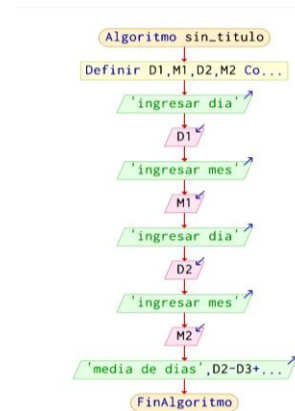 Algoritmo sin_titulo
Definir D1,M1,D2,M2 Co...
'ingresar dia'
D1
'ingresar mes'
M1
'ingresar dia'
D2
'ingresar mes'
M2
'media de dias',D2-D3+...
FinAlgoritmo